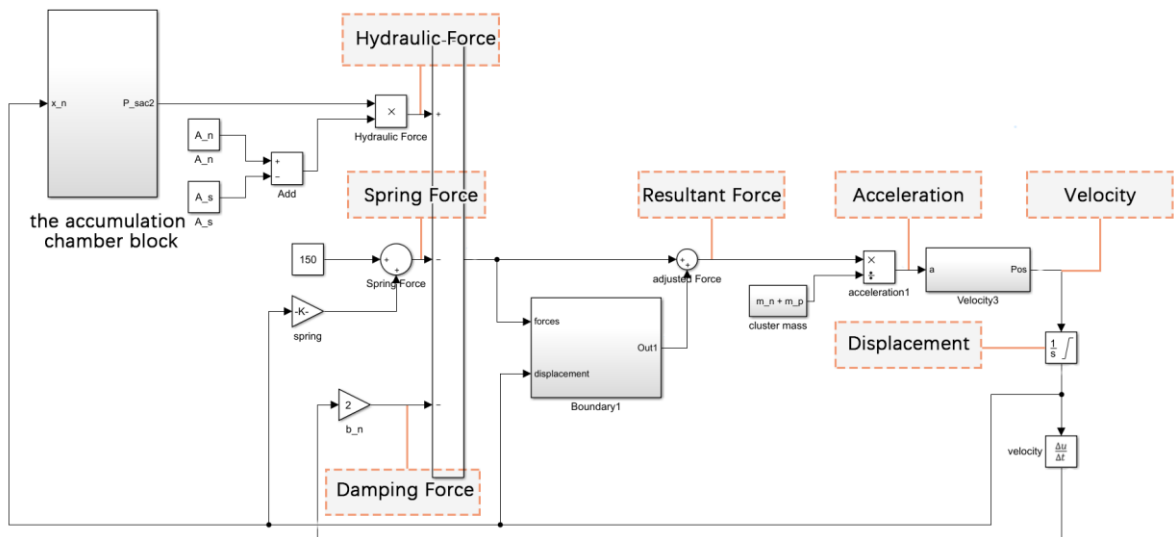 Hydraulic Force
x_n
P_sac2
×
+
Hydraulic Force
A_n
A_n
+
−
Add
A_s
A_s
the accumulation
chamber block
Spring Force
Resultant Force
Acceleration
Velocity
150
+
+
−
Spring Force
+
+
adjusted Force
×
÷
acceleration1
a
Pos
Velocity3
-K-
spring
m_n + m_p
cluster mass
forces
displacement
Out1
Boundary1
Displacement
1
s
2
b_n
−
velocity
Δu
Δt
Damping Force